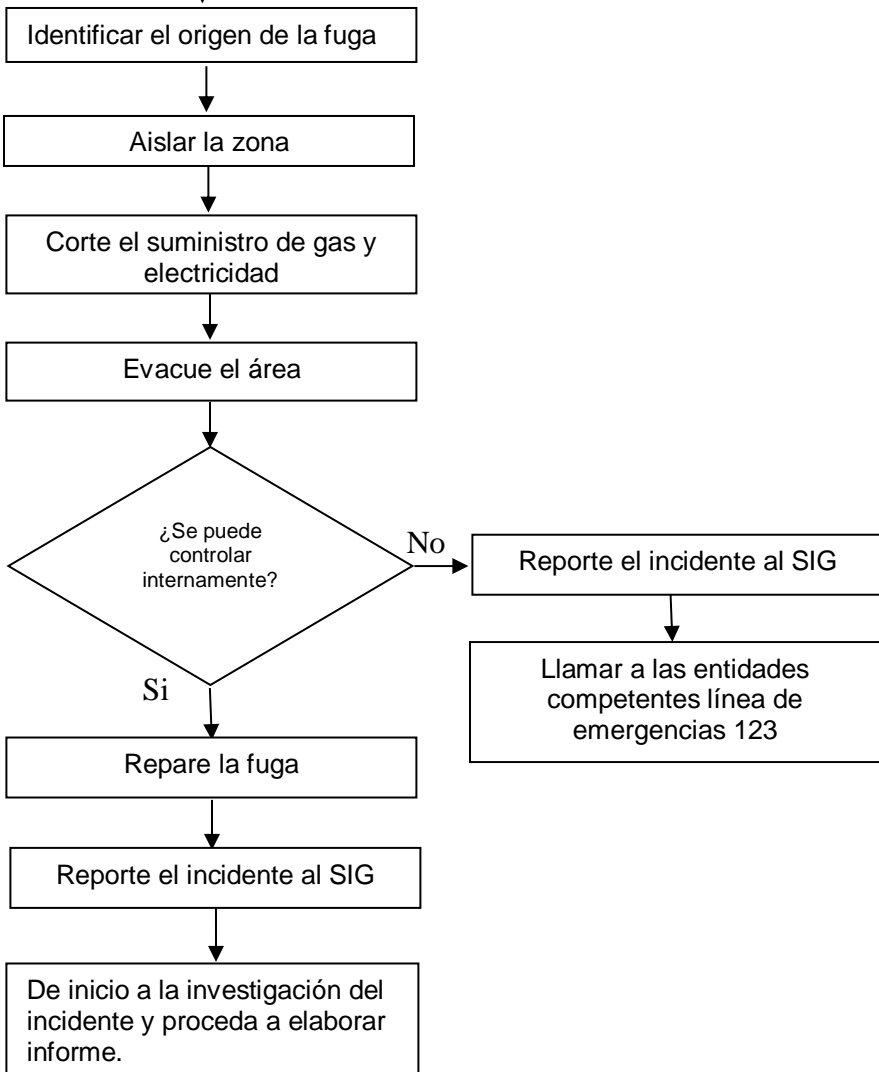 Identificar el origen de la fuga
Aislar la zona
Corte el suministro de gas y
electricidad
Evacue el área
¿Se puede
controlar
internamente?
No
Reporte el incidente al SIG
Llamar a las entidades
competentes línea de
emergencias 123
Si
Repare la fuga
Reporte el incidente al SIG
De inicio a la investigación del
incidente y proceda a elaborar
informe.